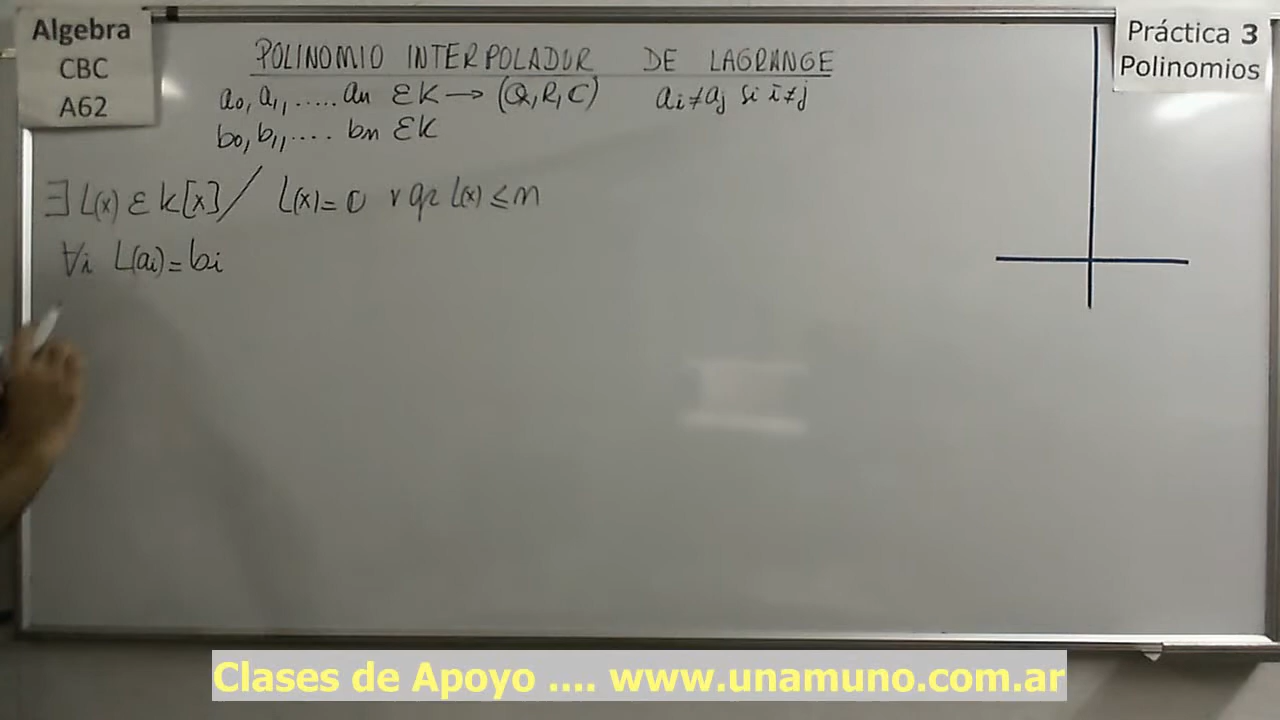 Algebra
CBC
A62
Práctica 3
Polinomios
POLINOMIO INTERPOLADOR DE LAGRANGE
a0, a1, ..... an ∈ K → (Q, R, C) ai ≠ aj si i ≠ j
b0, b1, .... bn ∈ K
∃ L(x) ∈ K[x] / L(x) = 0 v gr L(x) ≤ n
∀i L(ai) = bi
Clases de Apoyo .... www.unamuno.com.ar